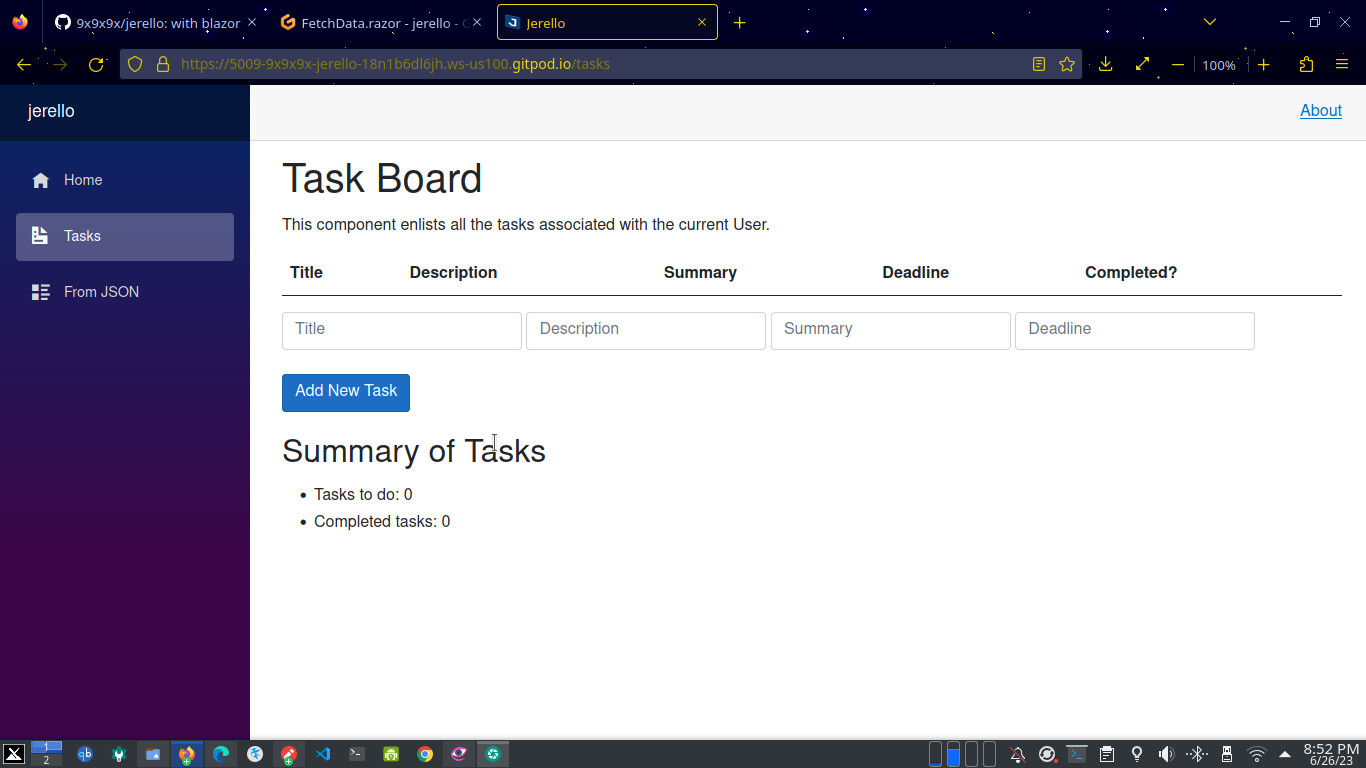 9x9x9x/jerello: with blazor
FetchData.razor - jerello -
Jerello
https://5009-9x9x9x-jerello-18n1b6dl6jh.ws-us100.gitpod.io/tasks
100%
jerello
About
Home
Tasks
From JSON
Task Board
This component enlists all the tasks associated with the current User.
Title Description Summary Deadline Completed?
Title Description Summary Deadline
Add New Task
Summary of Tasks
Tasks to do: 0
Completed tasks: 0
1
2
qb
8:52 PM
6/26/23